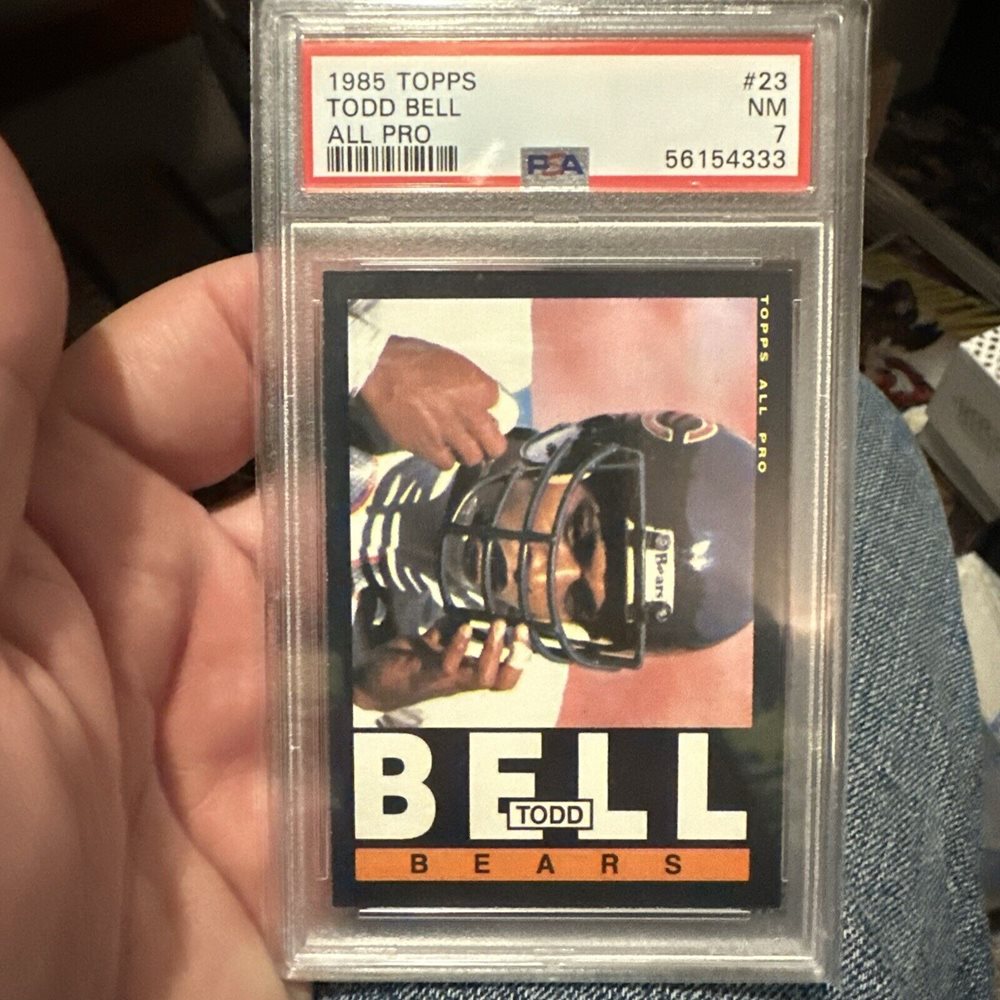 1985 TOPPS #23
TODD BELL NM
ALL PRO 7
PSA 56154333
TOPPS ALL PRO
Bears
BELL
TODD
BEARS